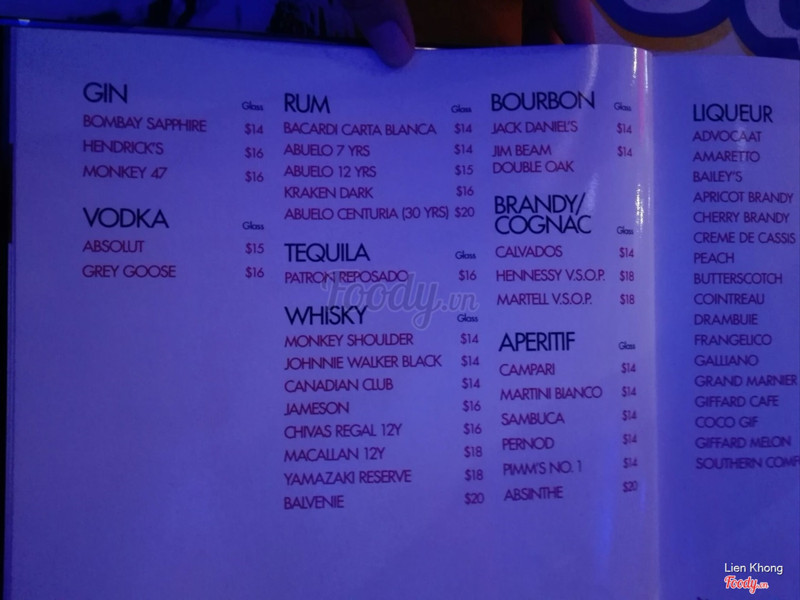 GIN Glass
BOMBAY SAPPHIRE $14
HENDRICK'S $16
MONKEY 47 $16
VODKA Glass
ABSOLUT $15
GREY GOOSE $16
RUM Glass
BACARDI CARTA BLANCA $14
ABUELO 7 YRS $14
ABUELO 12 YRS $15
KRAKEN DARK $16
ABUELO CENTURIA (30 YRS) $20
TEQUILA Glass
PATRON REPOSADO $16
WHISKY Glass
MONKEY SHOULDER $14
JOHNNIE WALKER BLACK $14
CANADIAN CLUB $14
JAMESON $16
CHIVAS REGAL 12Y $16
MACALLAN 12Y $18
YAMAZAKI RESERVE $18
BALVENIE $20
BOURBON Glass
JACK DANIEL'S $14
JIM BEAM $14
DOUBLE OAK
BRANDY/
COGNAC Glass
CALVADOS $14
HENNESSY V.S.O.P. $18
MARTELL V.S.O.P. $18
APERITIF Glass
CAMPARI $14
MARTINI BIANCO $14
SAMBUCA $14
PERNOD $14
PIMM'S NO. 1 $14
ABSINTHE $20
LIQUEUR
ADVOCAAT
AMARETTO
BAILEY'S
APRICOT BRANDY
CHERRY BRANDY
CREME DE CASSIS
PEACH
BUTTERSCOTCH
COINTREAU
DRAMBUIE
FRANGELICO
GALLIANO
GRAND MARNIER
GIFFARD CAFE
COCO GIF
GIFFARD MELON
SOUTHERN COMF
Foody.vn
Lien Khong
Foody.vn